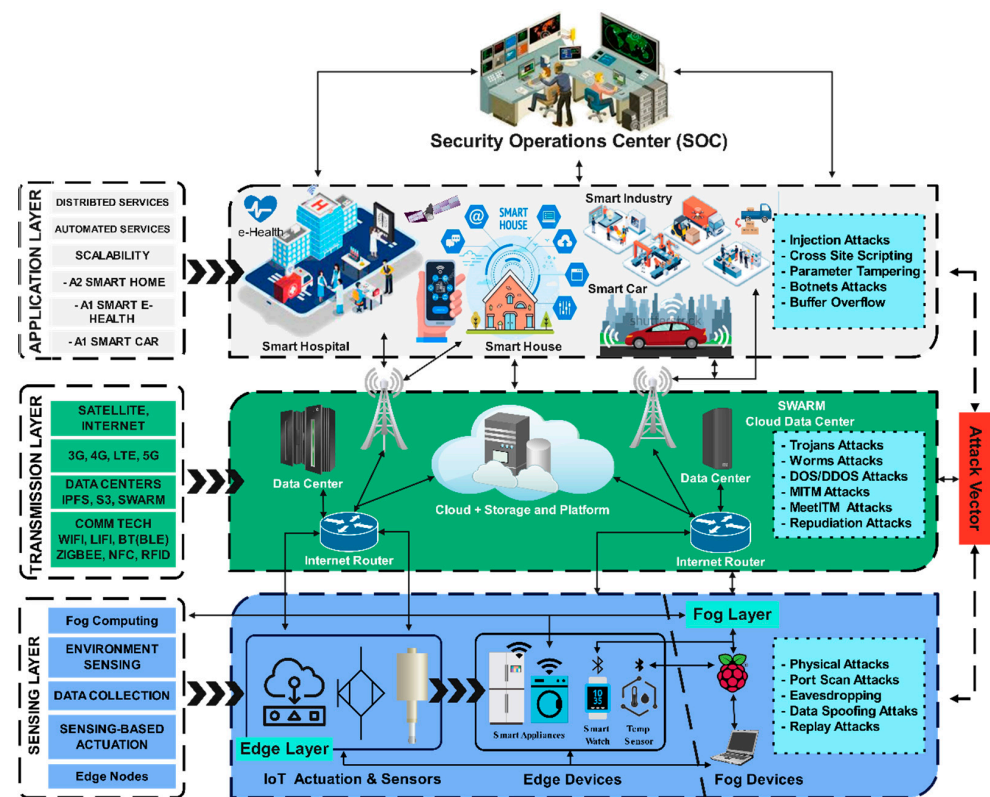 Security Operations Center (SOC)
APPLICATION LAYER
DISTRIBTED SERVICES
AUTOMATED SERVICES
SCALABILITY
- A2 SMART HOME
- A1 SMART E-
HEALTH
- A1 SMART CAR
e-Health
H
Smart Hospital
@
SMART
HOUSE
Smart House
Smart Industry
Smart Car
- Injection Attacks
- Cross Site Scripting
- Parameter Tampering
- Botnets Attacks
- Buffer Overflow
TRANSMISSION LAYER
SATELLITE,
INTERNET
3G, 4G, LTE, 5G
DATA CENTERS
IPFS, S3, SWARM
COMM TECH
WIFI, LIFI, BT(BLE)
ZIGBEE, NFC, RFID
Data Center
Internet Router
Cloud + Storage and Platform
SWARM
Cloud Data Center
Data Center
Internet Router
- Trojans Attacks
- Worms Attacks
- DOS/DDOS Attacks
- MITM Attacks
- MeetITM Attacks
- Repudiation Attacks
Attack Vector
SENSING LAYER
Fog Computing
ENVIRONMENT
SENSING
DATA COLLECTION
SENSING-BASED
ACTUATION
Edge Nodes
Edge Layer
IoT Actuation & Sensors
Smart Appliances
10
35
Smart
Watch
Temp
Sensor
Edge Devices
Fog Layer
Fog Devices
- Physical Attacks
- Port Scan Attacks
- Eavesdropping
- Data Spoofing Attaks
- Replay Attacks